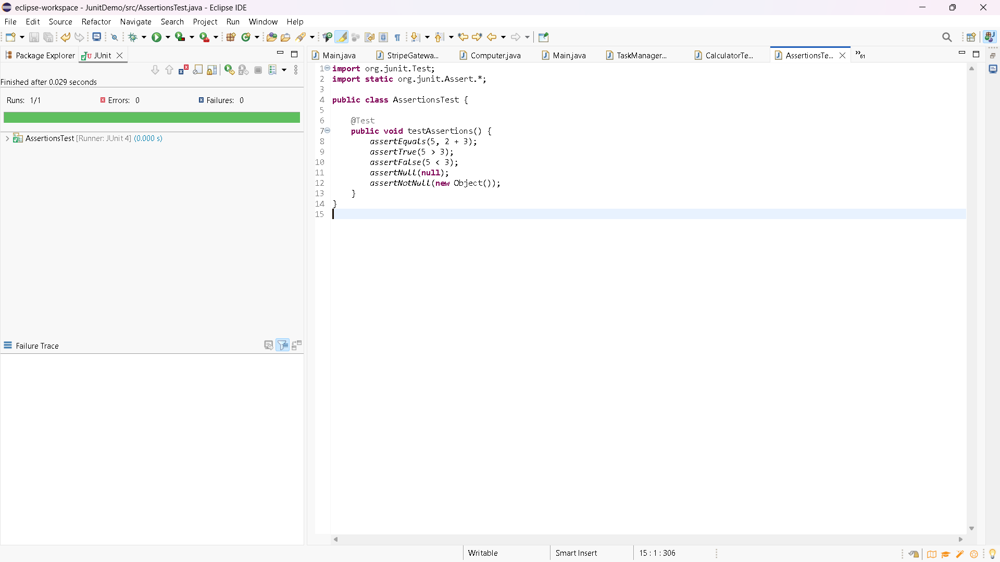 eclipse-workspace - JunitDemo/src/AssertionsTest.java - Eclipse IDE
File Edit Source Refactor Navigate Search Project Run Window Help
Package Explorer JUnit
Finished after 0.029 seconds
Runs: 1/1 Errors: 0 Failures: 0
AssertionsTest [Runner: JUnit 4] (0.000 s)
Failure Trace
Main.java StripeGatewa... Computer.java Main.java TaskManager... CalculatorTe... AssertionsTe... »61
1 import org.junit.Test;
2 import static org.junit.Assert.*;
3
4 public class AssertionsTest {
5
6 @Test
7 public void testAssertions() {
8 assertEquals(5, 2 + 3);
9 assertTrue(5 > 3);
10 assertFalse(5 < 3);
11 assertNull(null);
12 assertNotNull(new Object());
13 }
14 }
15
Writable Smart Insert 15 : 1 : 306